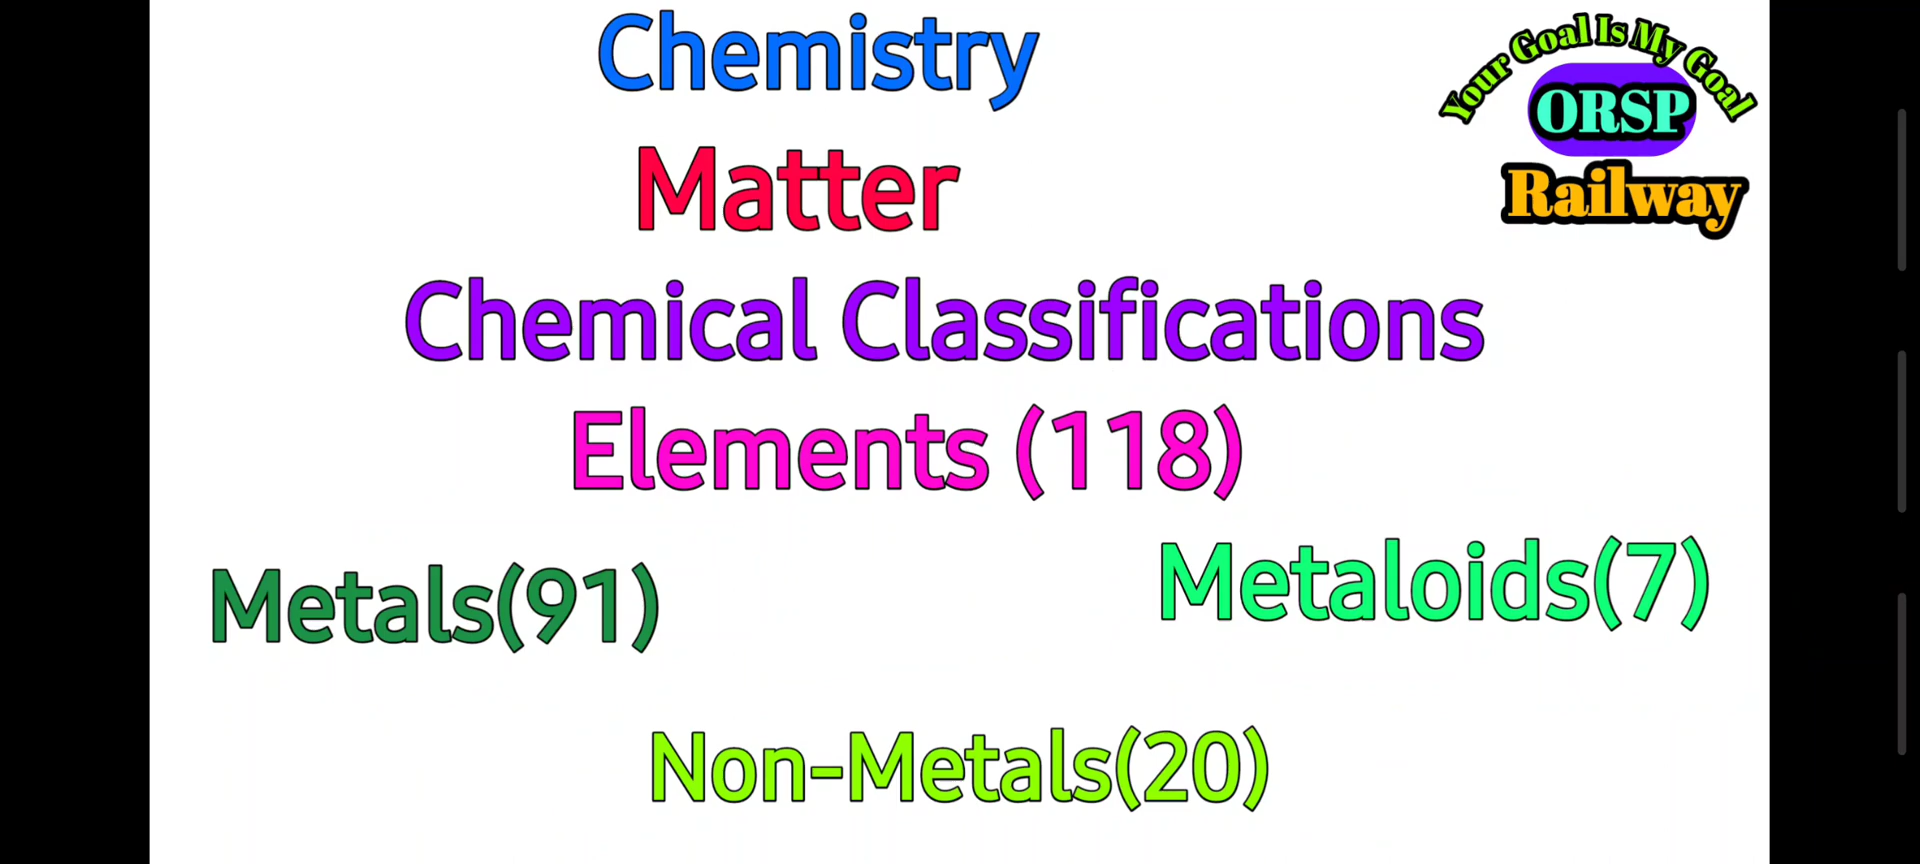 Chemistry
Your Goal Is My Goal
ORSP
Railway
Matter
Chemical Classifications
Elements (118)
Metals(91)
Metaloids(7)
Non-Metals(20)